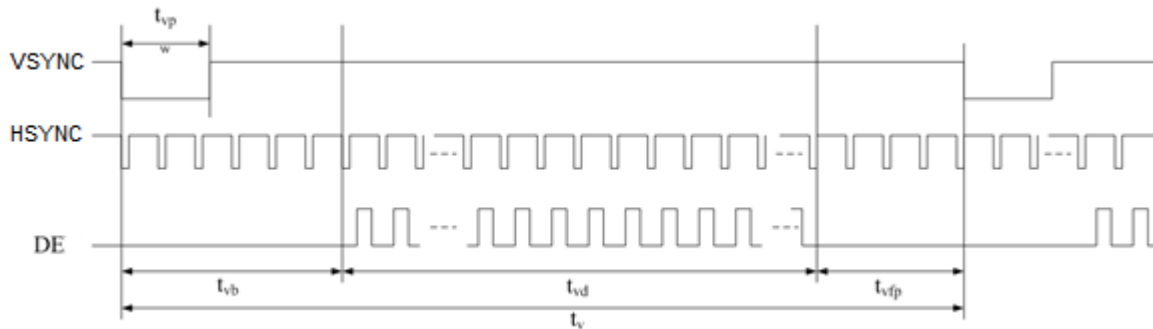 tvp
w
VSYNC
HSYNC
DE
tvb tvd tvfp
tv